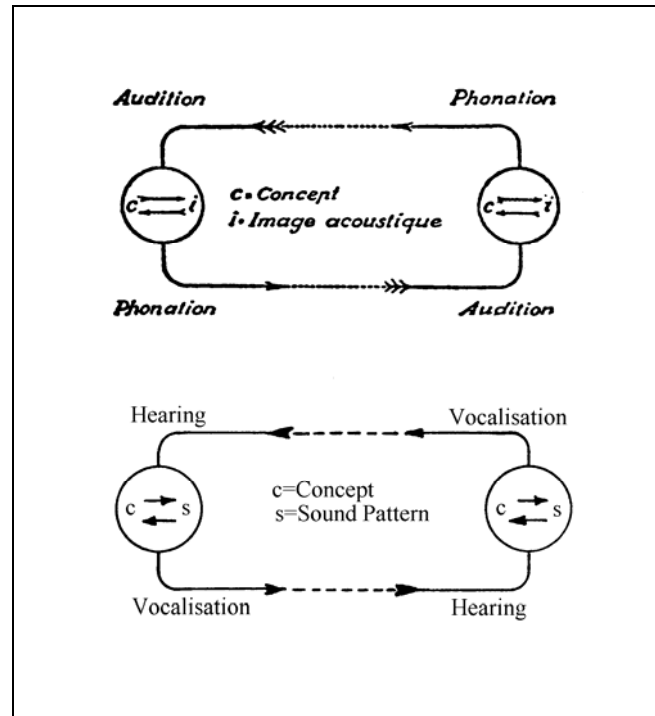 Audition Phonation
c i c=Concept c i
i=Image acoustique
Phonation Audition
Hearing Vocalisation
c s c=Concept c s
s=Sound Pattern
Vocalisation Hearing